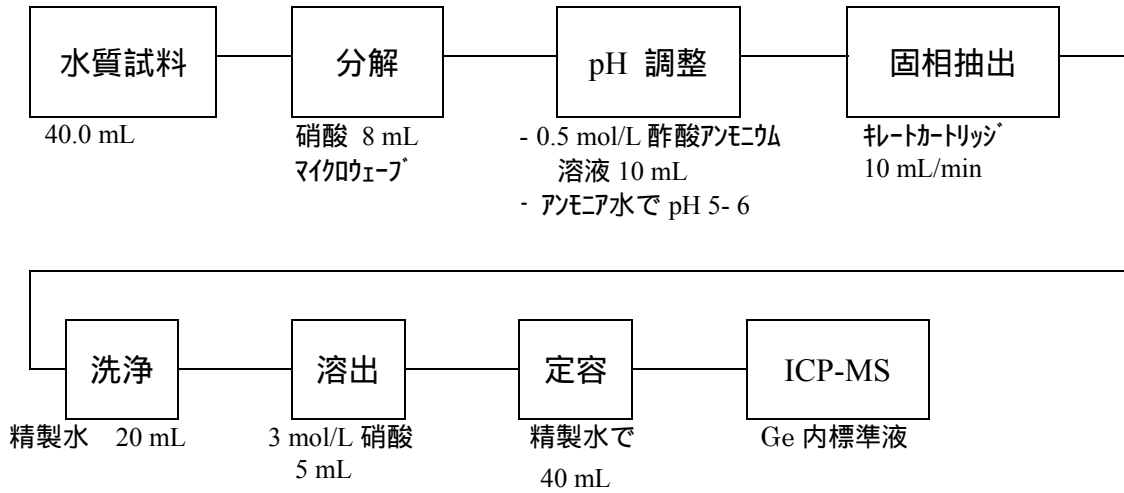 水質試料
40.0 mL
分解
硝酸 8 mL
ﾏｲｸﾛｳｪｰﾌﾞ
pH 調整
- 0.5 mol/L 酢酸ｱﾝﾓﾆｳﾑ
溶液 10 mL
- ｱﾝﾓﾆｱ水で pH 5- 6
固相抽出
ｷﾚｰﾄｶｰﾄﾘｯｼﾞ
10 mL/min
洗浄
精製水 20 mL
溶出
3 mol/L 硝酸
5 mL
定容
精製水で
40 mL
ICP-MS
Ge 内標準液